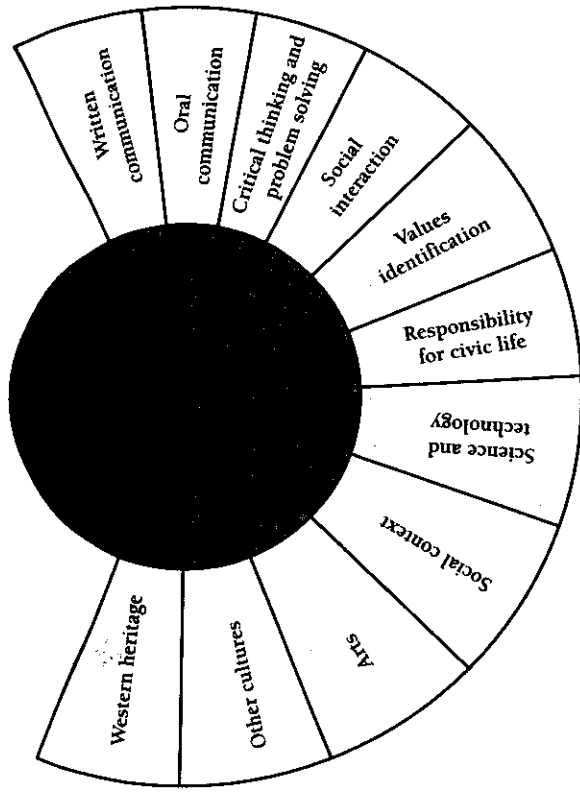 Written
communication
Oral
communication
Critical thinking and
problem solving
Social
interaction
Values
identification
Responsibility
for civic life
Science and
technology
Social context
Arts
Other cultures
Western heritage